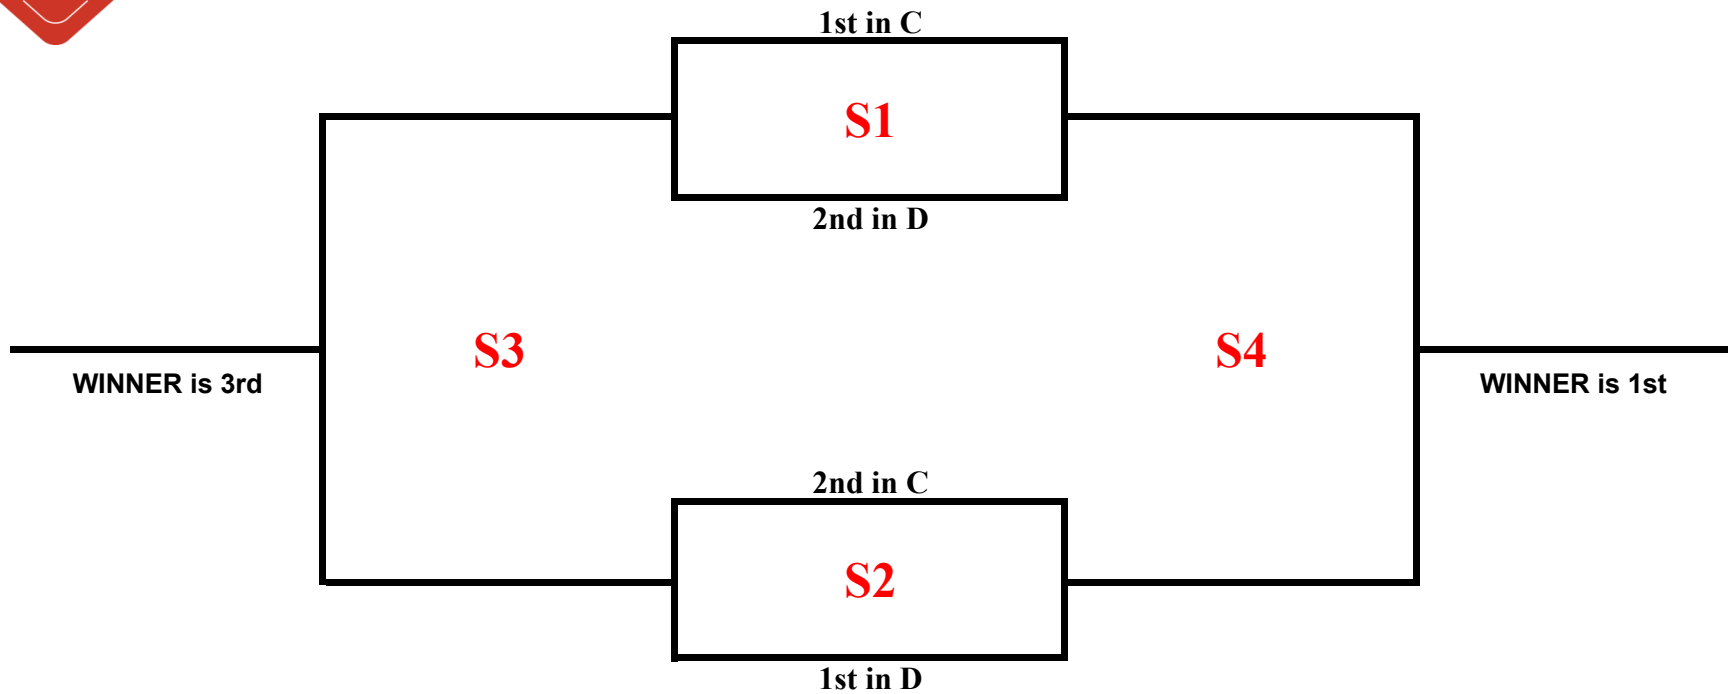 1st in C
S1
2nd in D
S3
S4
WINNER is 3rd
WINNER is 1st
2nd in C
S2
1st in D